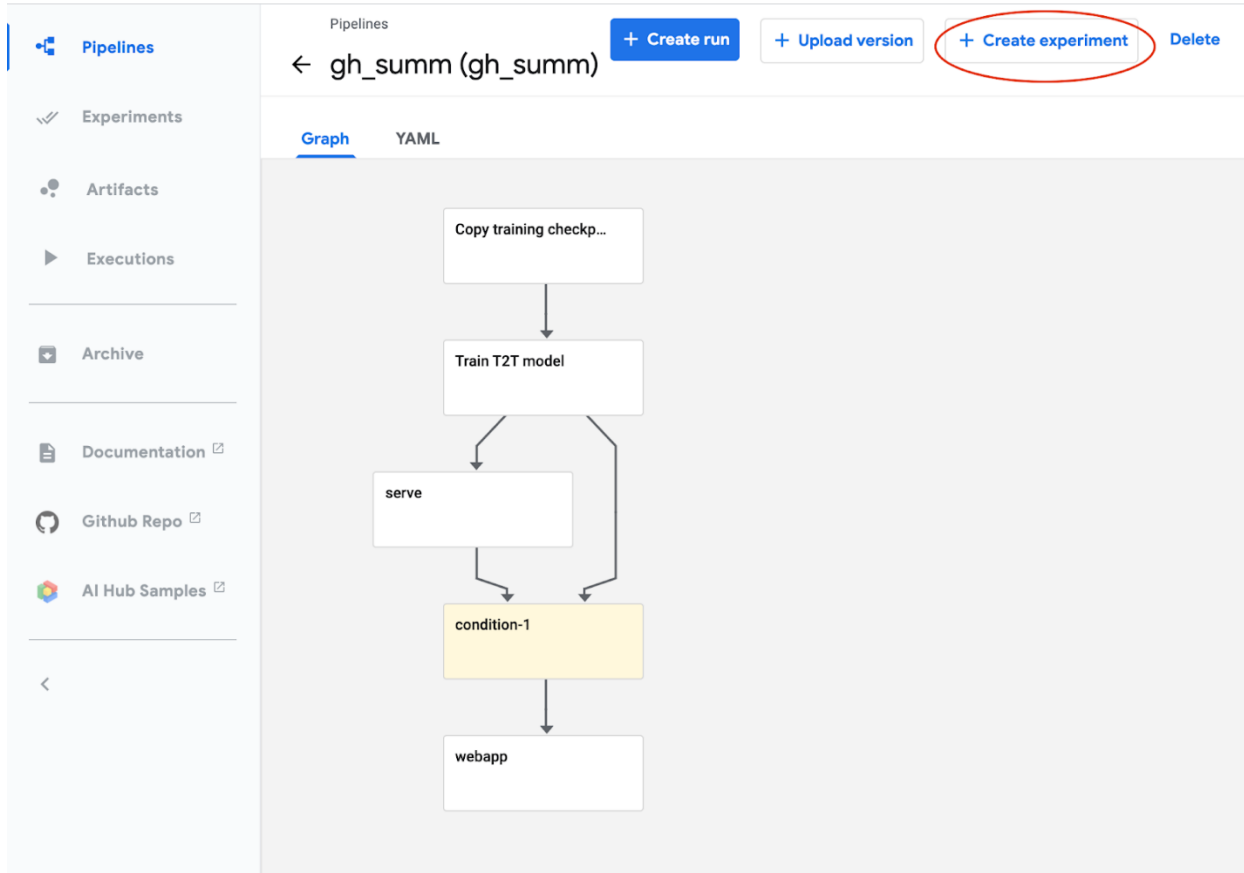 Pipelines
gh_summ (gh_summ)
+ Create run
+ Upload version
+ Create experiment
Delete
Pipelines
Experiments
Artifacts
Executions
Archive
Documentation
Github Repo
AI Hub Samples
Graph
YAML
Copy training checkp...
Train T2T model
serve
condition-1
webapp